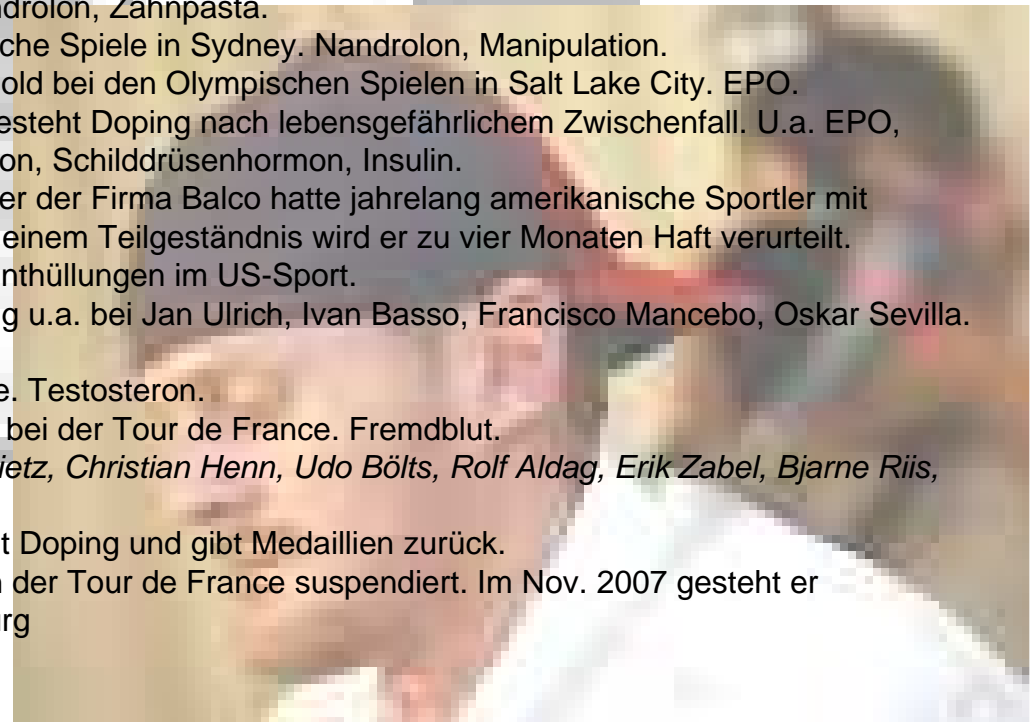 ndrolon, Zahnpasta.
che Spiele in Sydney. Nandrolon, Manipulation.
old bei den Olympischen Spielen in Salt Lake City. EPO.
esteht Doping nach lebensgefährlichem Zwischenfall. U.a. EPO,
on, Schilddrüsenhormon, Insulin.
er der Firma Balco hatte jahrelang amerikanische Sportler mit
einem Teilgeständnis wird er zu vier Monaten Haft verurteilt.
nthüllungen im US-Sport.
g u.a. bei Jan Ulrich, Ivan Basso, Francisco Mancebo, Oskar Sevilla.
e. Testosteron.
bei der Tour de France. Fremdblut.
ietz, Christian Henn, Udo Bölts, Rolf Aldag, Erik Zabel, Bjarne Riis,
t Doping und gibt Medaillien zurück.
n der Tour de France suspendiert. Im Nov. 2007 gesteht er
urg